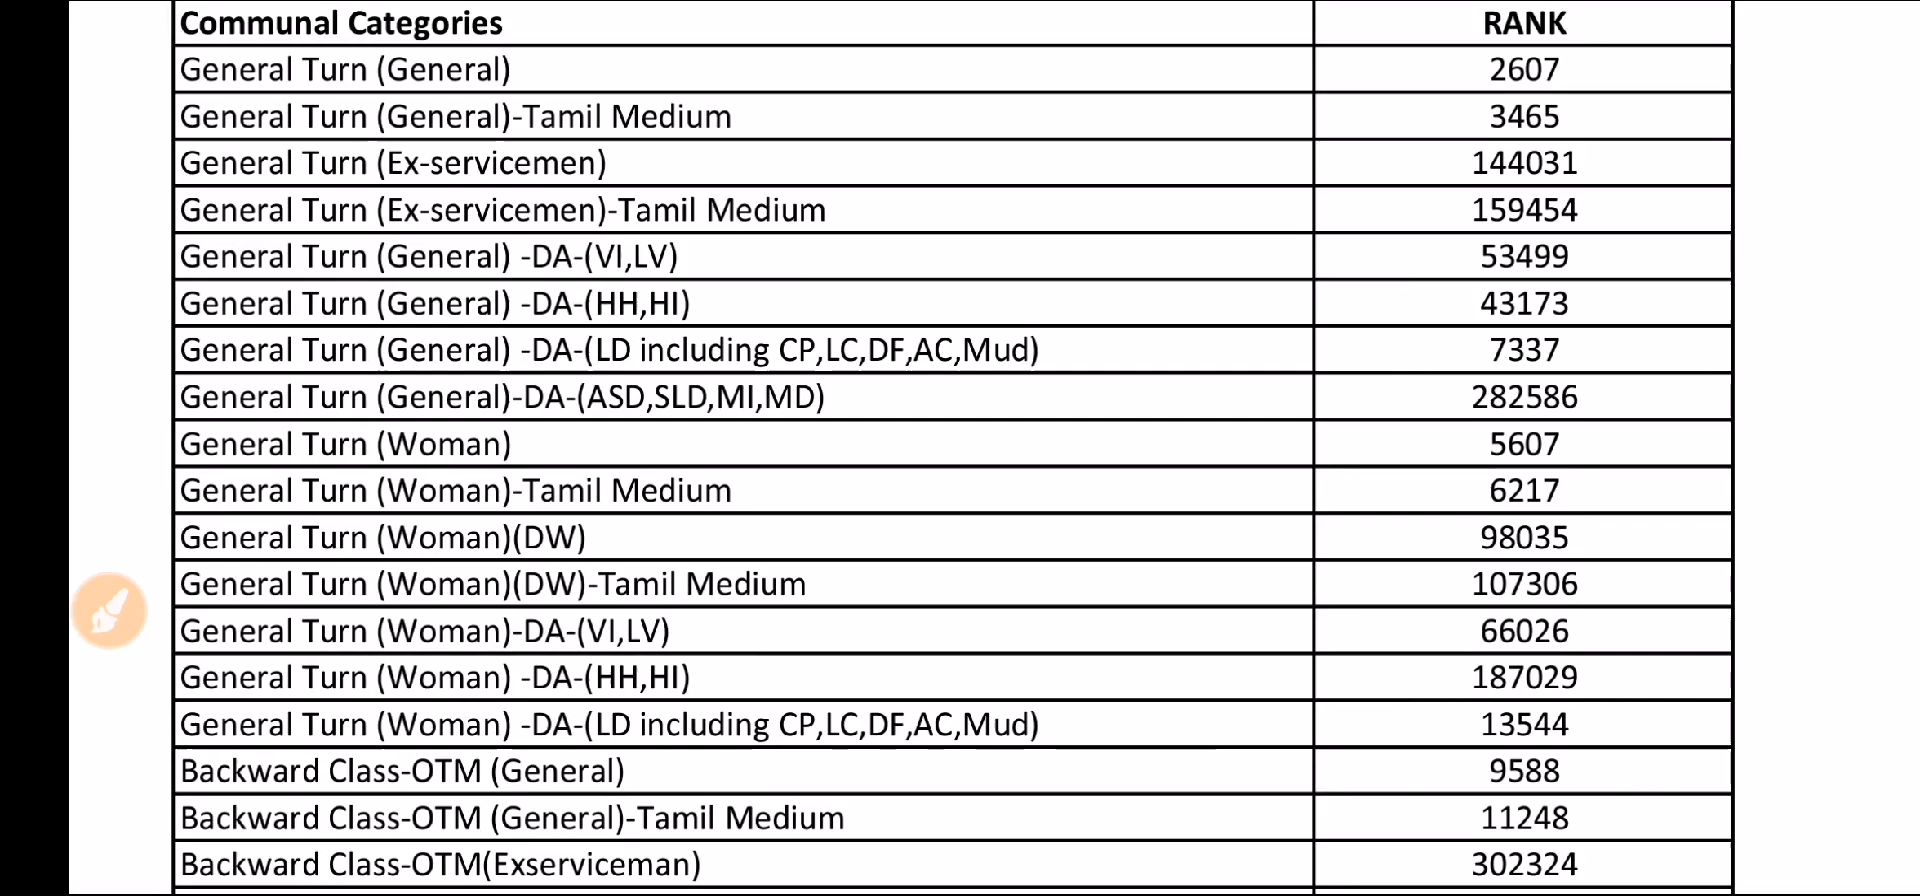 Communal Categories RANK
General Turn (General) 2607
General Turn (General)-Tamil Medium 3465
General Turn (Ex-servicemen) 144031
General Turn (Ex-servicemen)-Tamil Medium 159454
General Turn (General) -DA-(VI,LV) 53499
General Turn (General) -DA-(HH,HI) 43173
General Turn (General) -DA-(LD including CP,LC,DF,AC,Mud) 7337
General Turn (General)-DA-(ASD,SLD,MI,MD) 282586
General Turn (Woman) 5607
General Turn (Woman)-Tamil Medium 6217
General Turn (Woman)(DW) 98035
General Turn (Woman)(DW)-Tamil Medium 107306
General Turn (Woman)-DA-(VI,LV) 66026
General Turn (Woman) -DA-(HH,HI) 187029
General Turn (Woman) -DA-(LD including CP,LC,DF,AC,Mud) 13544
Backward Class-OTM (General) 9588
Backward Class-OTM (General)-Tamil Medium 11248
Backward Class-OTM(Exserviceman) 302324